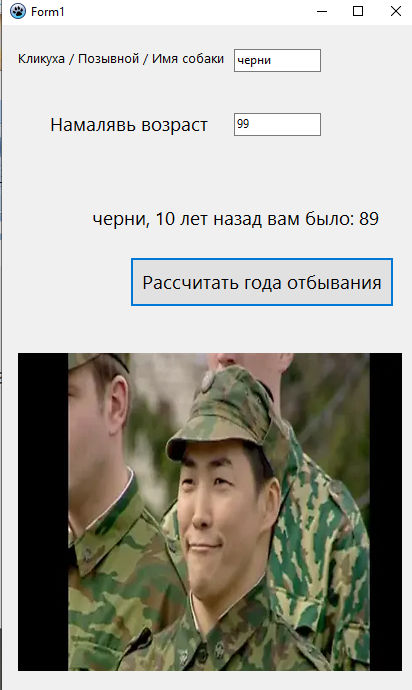 Form1
Кликуха / Позывной / Имя собаки
черни
Намалявь возраст
99
черни, 10 лет назад вам было: 89
Рассчитать года отбывания